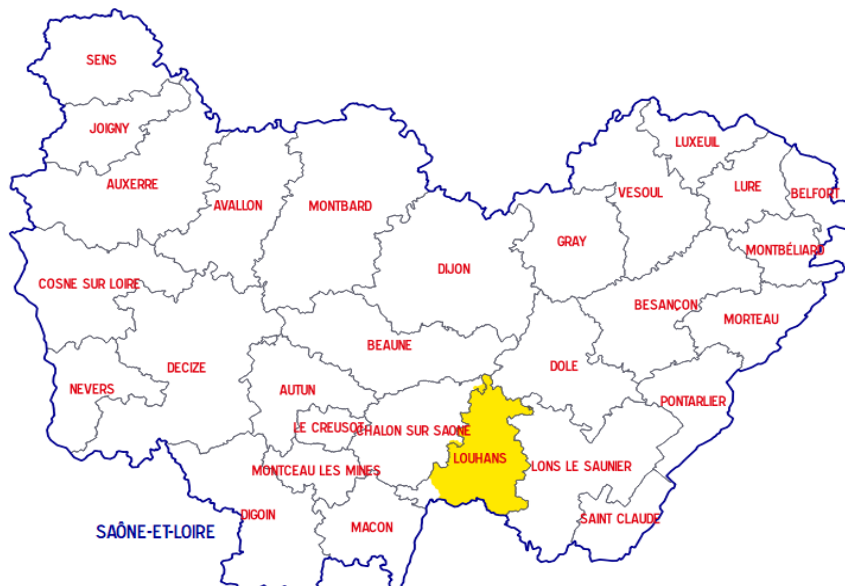 SENS
JOIGNY
LUXEUIL
AUXERRE
AVALLON
MONTBARD
VESOUL
LURE
BELFORT
GRAY
MONTBÉLIARD
DIJON
COSNE SUR LOIRE
BESANÇON
MORTEAU
BEAUNE
DECIZE
DOLE
NEVERS
AUTUN
PONTARLIER
LE CREUSOT
CHALON SUR SAONE
LOUHANS
LONS LE SAUNIER
MONTCEAU LES MINES
DIGOIN
SAINT CLAUDE
MACON
SAÔNE-ET-LOIRE